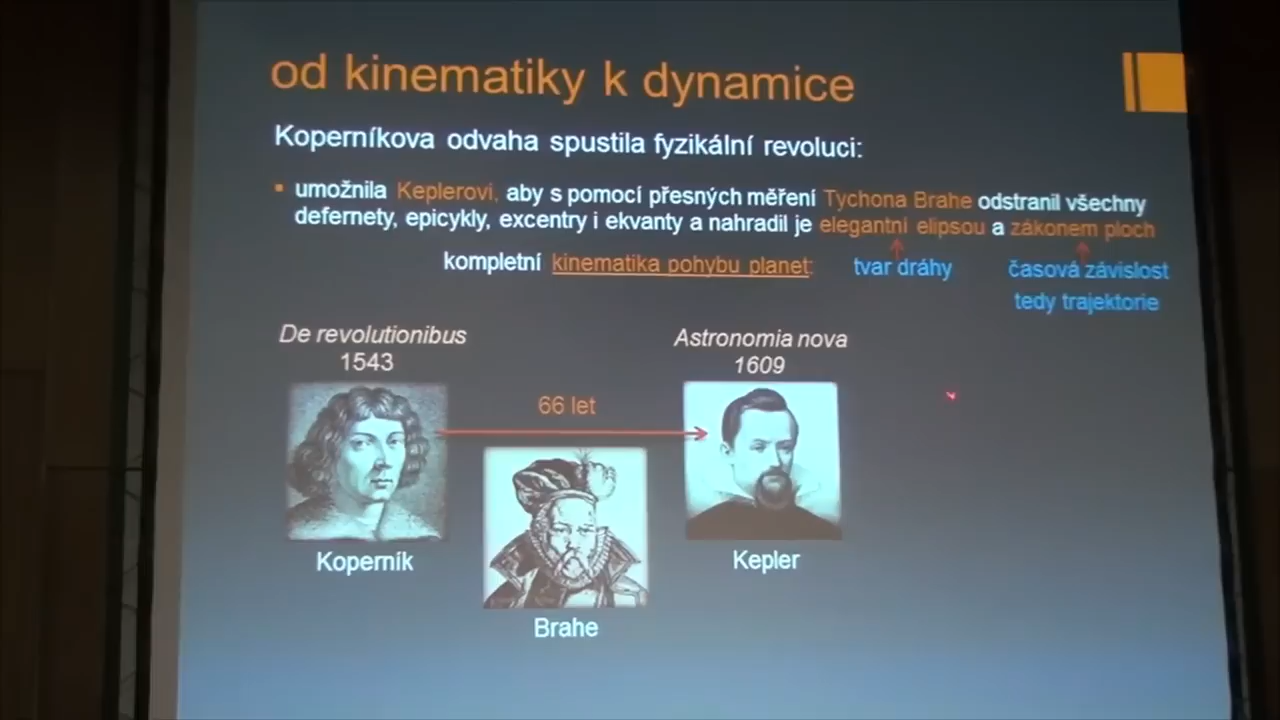 od kinematiky k dynamice
Koperníkova odvaha spustila fyzikální revoluci:
umožnila Keplerovi, aby s pomocí přesných měření Tychona Brahe odstranil všechny
defernety, epicykly, excentry i ekvanty a nahradil je elegantní elipsou a zákonem ploch
kompletní kinematika pohybu planet: tvar dráhy časová závislost
tedy trajektorie
De revolutionibus Astronomia nova
1543 1609
66 let
Koperník Kepler
Brahe